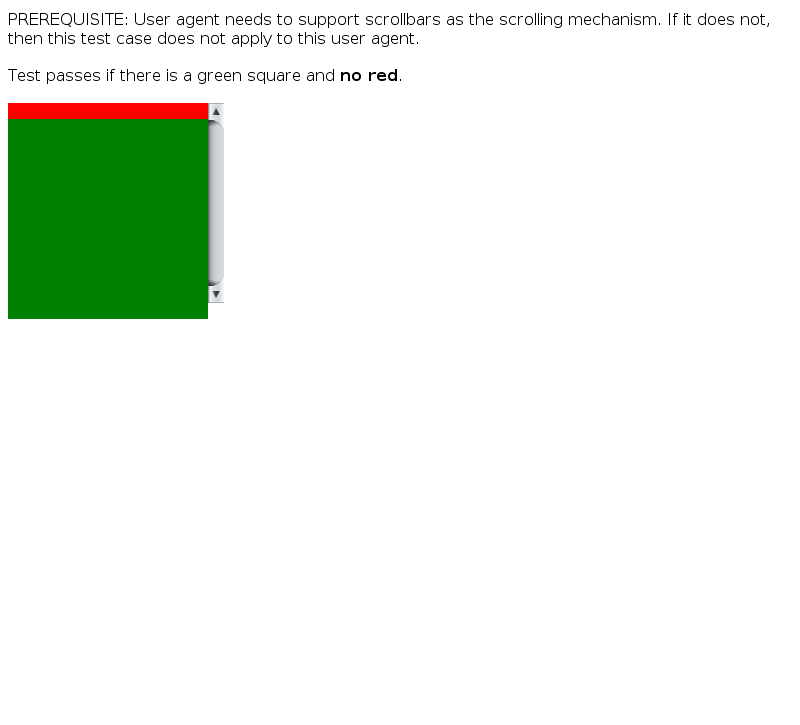 PREREQUISITE: User agent needs to support scrollbars as the scrolling mechanism. If it does not,
then this test case does not apply to this user agent.
Test passes if there is a green square and no red.